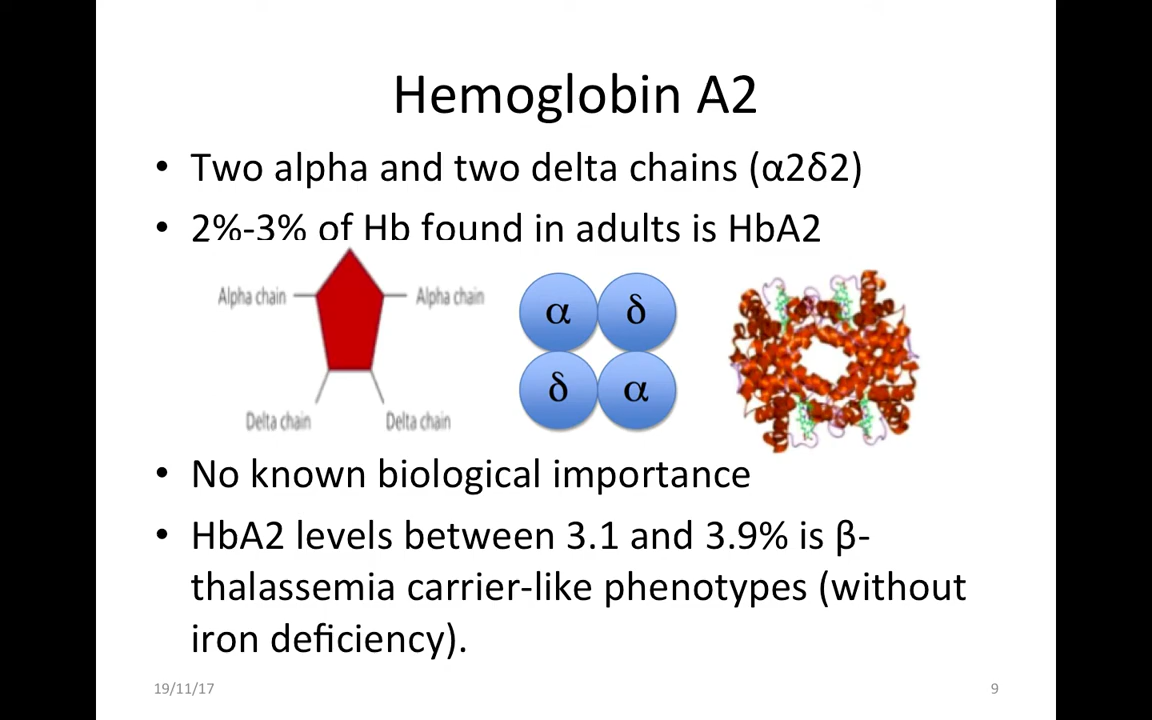 Hemoglobin A2
• Two alpha and two delta chains (α2δ2)
• 2%-3% of Hb found in adults is HbA2
Alpha chain
Alpha chain
Delta chain
Delta chain
α δ
δ α
• No known biological importance
• HbA2 levels between 3.1 and 3.9% is β-
thalassemia carrier-like phenotypes (without
iron deficiency).
19/11/17
9